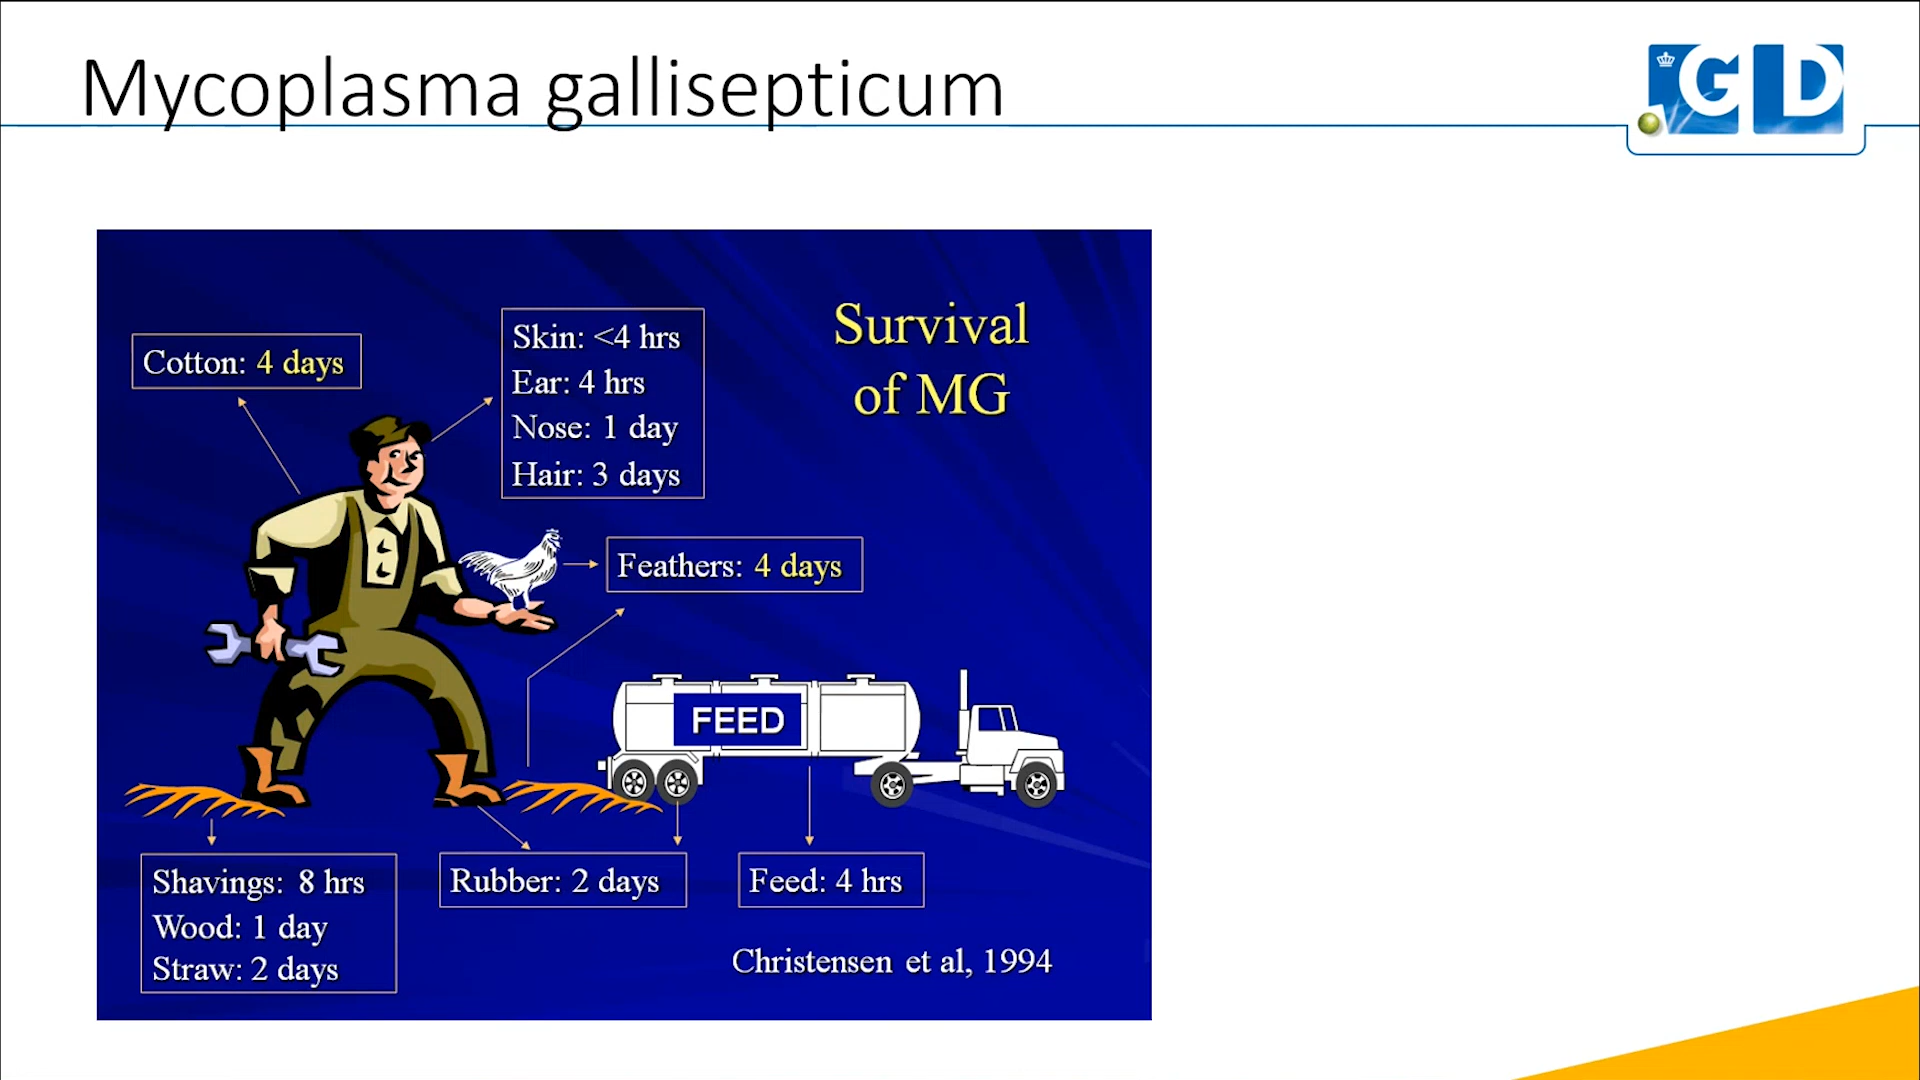 Mycoplasma gallisepticum
GD
Survival
of MG
Cotton: 4 days
Skin: <4 hrs
Ear: 4 hrs
Nose: 1 day
Hair: 3 days
Feathers: 4 days
FEED
Shavings: 8 hrs
Wood: 1 day
Straw: 2 days
Rubber: 2 days
Feed: 4 hrs
Christensen et al, 1994